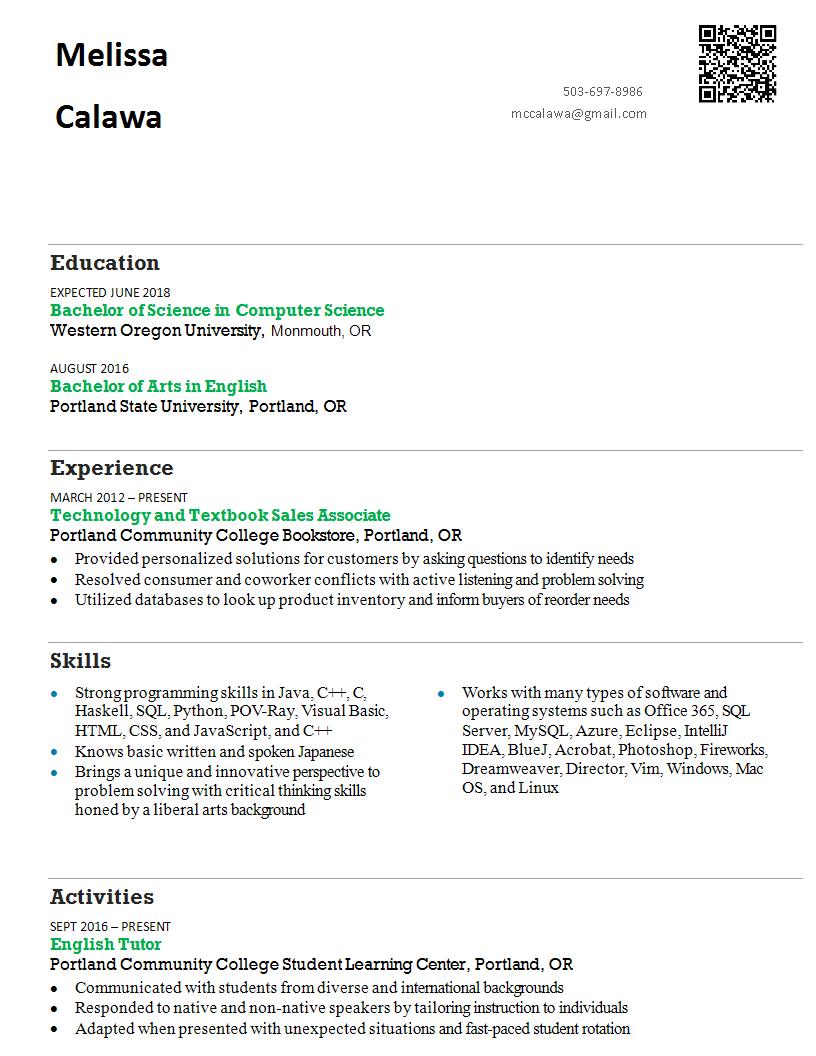 Melissa
Calawa
503-697-8986
mccalawa@gmail.com
Education
EXPECTED JUNE 2018
Bachelor of Science in Computer Science
Western Oregon University, Monmouth, OR
AUGUST 2016
Bachelor of Arts in English
Portland State University, Portland, OR
Experience
MARCH 2012 – PRESENT
Technology and Textbook Sales Associate
Portland Community College Bookstore, Portland, OR
• Provided personalized solutions for customers by asking questions to identify needs
• Resolved consumer and coworker conflicts with active listening and problem solving
• Utilized databases to look up product inventory and inform buyers of reorder needs
Skills
• Strong programming skills in Java, C++, C,
Haskell, SQL, Python, POV-Ray, Visual Basic,
HTML, CSS, and JavaScript, and C++
• Knows basic written and spoken Japanese
• Brings a unique and innovative perspective to
problem solving with critical thinking skills
honed by a liberal arts background
• Works with many types of software and
operating systems such as Office 365, SQL
Server, MySQL, Azure, Eclipse, IntelliJ
IDEA, BlueJ, Acrobat, Photoshop, Fireworks,
Dreamweaver, Director, Vim, Windows, Mac
OS, and Linux
Activities
SEPT 2016 – PRESENT
English Tutor
Portland Community College Student Learning Center, Portland, OR
• Communicated with students from diverse and international backgrounds
• Responded to native and non-native speakers by tailoring instruction to individuals
• Adapted when presented with unexpected situations and fast-paced student rotation